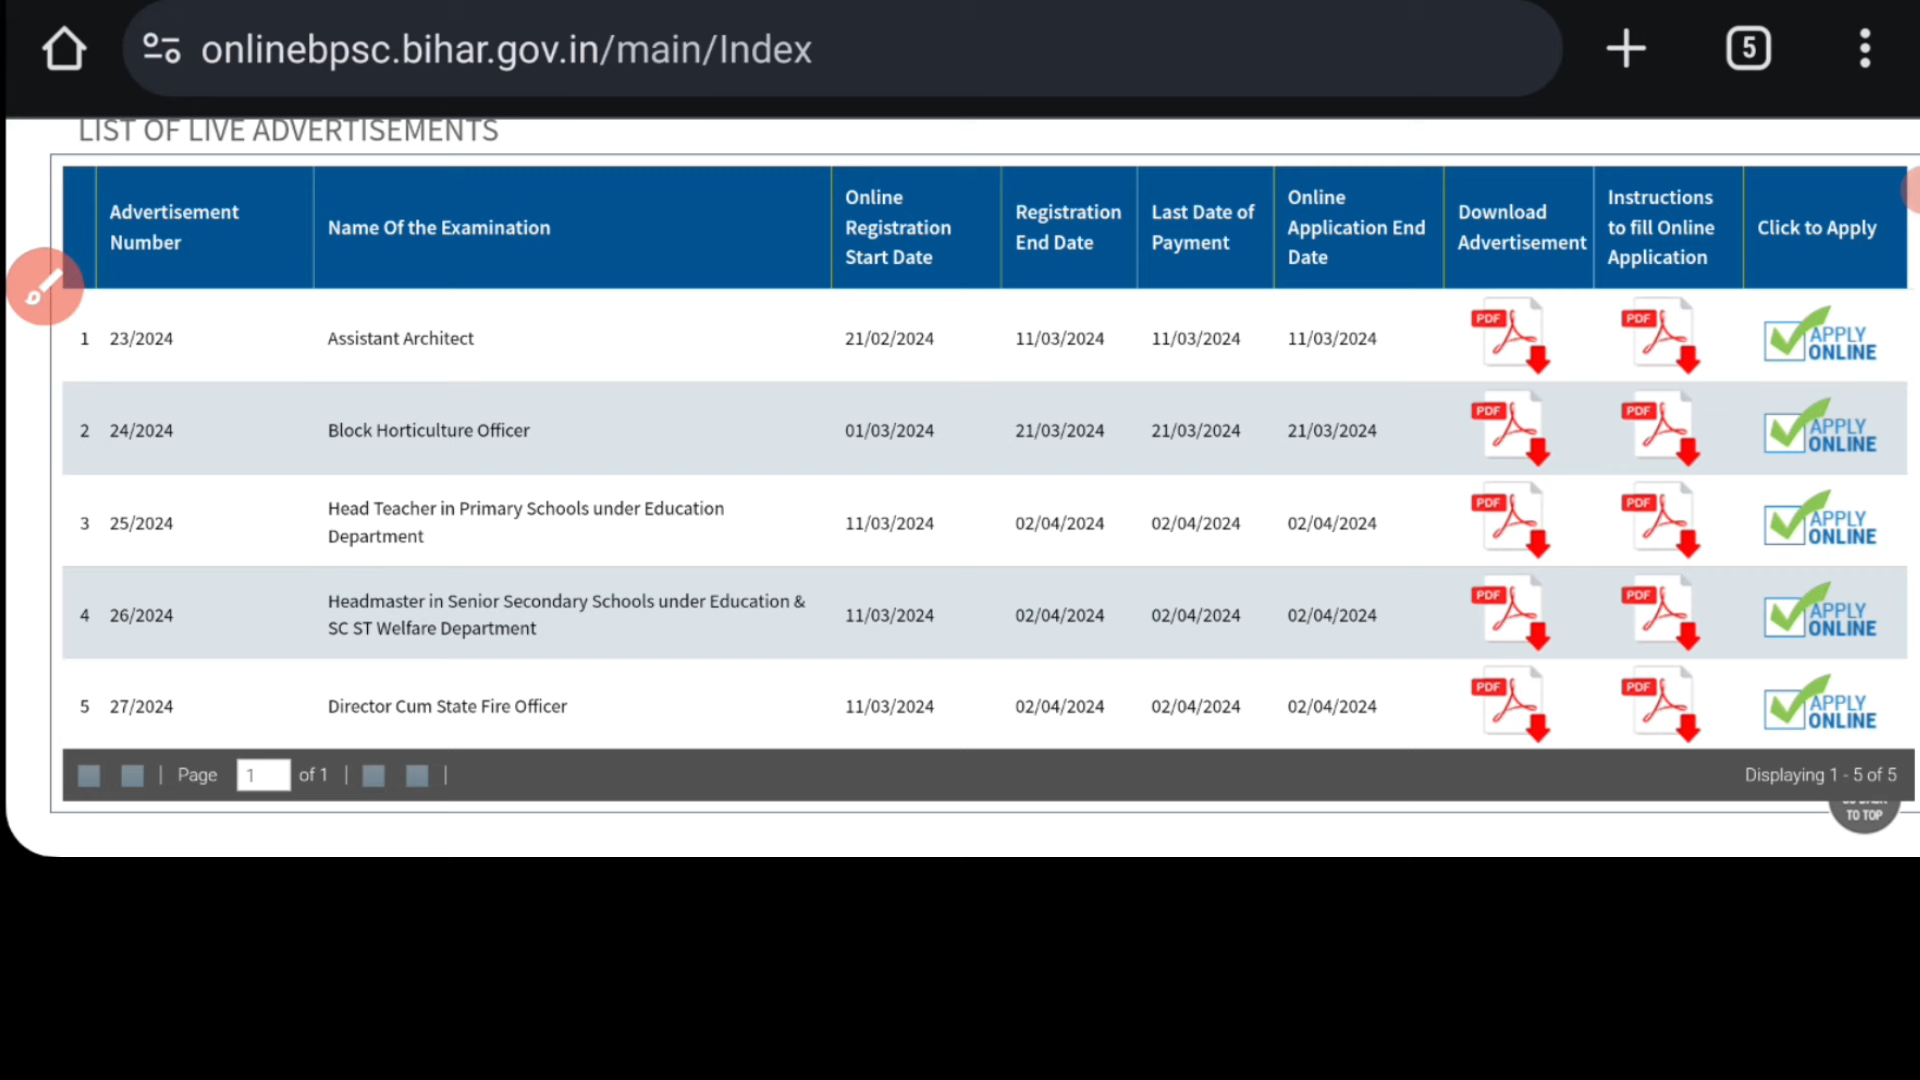 onlinebpsc.bihar.gov.in/main/Index
5
LIST OF LIVE ADVERTISEMENTS
Advertisement Number
Name Of the Examination
Online Registration Start Date
Registration End Date
Last Date of Payment
Online Application End Date
Download Advertisement
Instructions to fill Online Application
Click to Apply
1 23/2024 Assistant Architect 21/02/2024 11/03/2024 11/03/2024 11/03/2024 PDF PDF APPLY ONLINE
2 24/2024 Block Horticulture Officer 01/03/2024 21/03/2024 21/03/2024 21/03/2024 PDF PDF APPLY ONLINE
3 25/2024 Head Teacher in Primary Schools under Education Department 11/03/2024 02/04/2024 02/04/2024 02/04/2024 PDF PDF APPLY ONLINE
4 26/2024 Headmaster in Senior Secondary Schools under Education & SC ST Welfare Department 11/03/2024 02/04/2024 02/04/2024 02/04/2024 PDF PDF APPLY ONLINE
5 27/2024 Director Cum State Fire Officer 11/03/2024 02/04/2024 02/04/2024 02/04/2024 PDF PDF APPLY ONLINE
| Page 1 of 1 | | Displaying 1 - 5 of 5
TO TOP